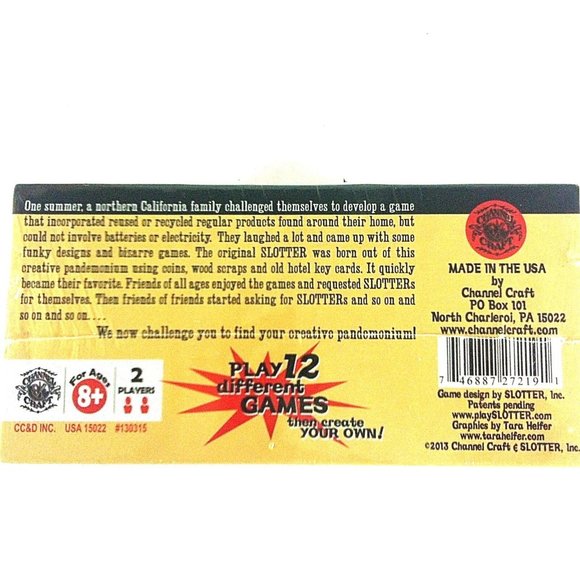 One summer, a northern California family challenged themselves to develop a game
that incorporated reused or recycled regular products found around their home, but
could not involve batteries or electricity. They laughed a lot and came up with some
funky designs and bizarre games. The original SLOTTER was born out of this
creative pandemonium using coins, wood scraps and old hotel key cards. It quickly
became their favorite. Friends of all ages enjoyed the games and requested SLOTTERs
for themselves. Then friends of friends started asking for SLOTTERs and so on and
so on and so on....
We now challenge you to find your creative pandemonium!
CHANNEL
CRAFT
For Ages
8+
2
PLAYERS
CC&D INC. USA 15022 #130315
PLAY 12
different
GAMES
then create
YOUR OWN!
CHANNEL
CRAFT
MADE IN THE USA
by
Channel Craft
PO Box 101
North Charleroi, PA 15022
www.channelcraft.com
7 46887 27219 1
Game design by SLOTTER, Inc.
Patents pending
www.playSLOTTER.com
Graphics by Tara Helfer
www.tarahelfer.com
©2013 Channel Craft & SLOTTER, Inc.